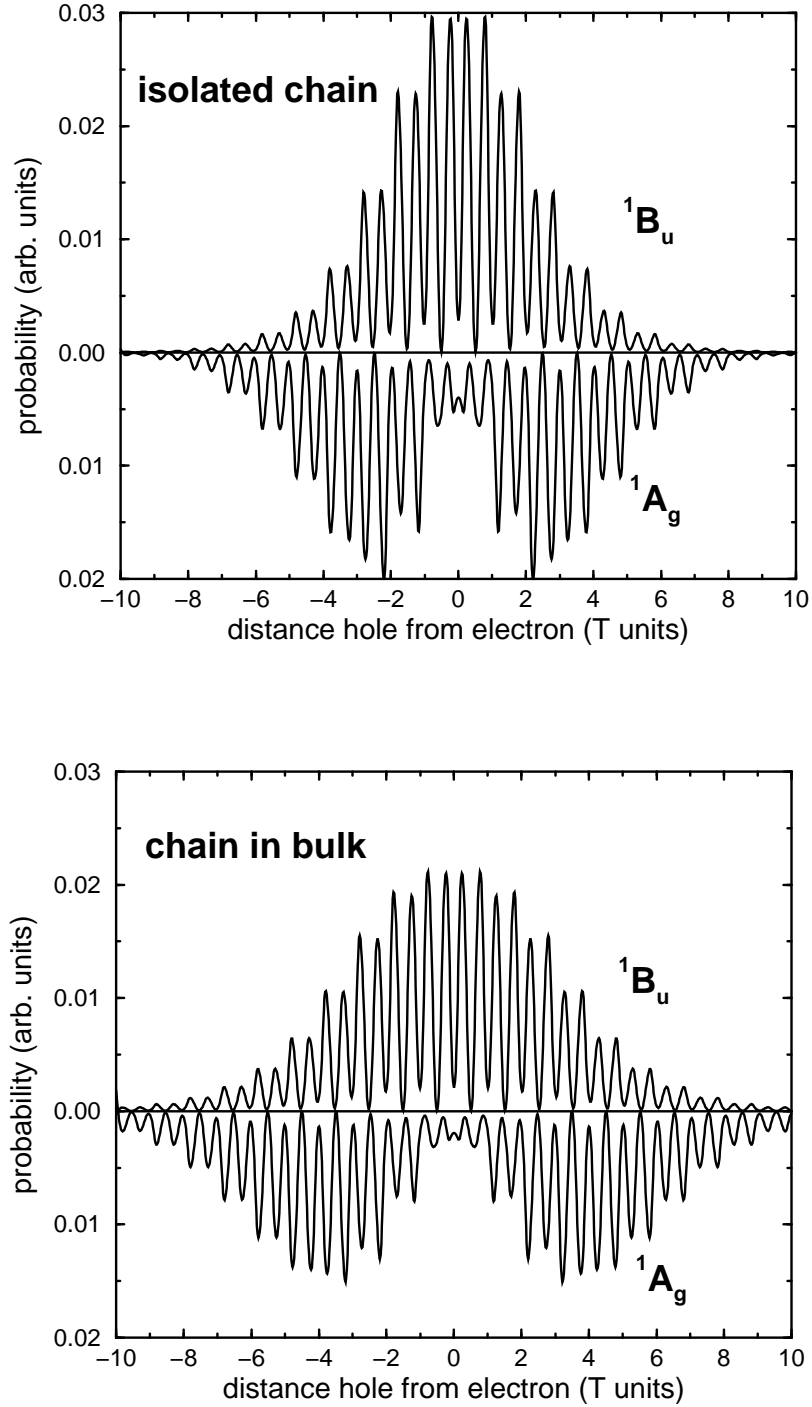 0.03
isolated chain
0.02
¹Bᵤ
0.01
probability (arb. units)
0.00
0.01
¹A_g
0.02
−10 −8 −6 −4 −2 0 2 4 6 8 10
distance hole from electron (T units)
0.03
chain in bulk
0.02
¹Bᵤ
0.01
probability (arb. units)
0.00
0.01
¹A_g
0.02
−10 −8 −6 −4 −2 0 2 4 6 8 10
distance hole from electron (T units)